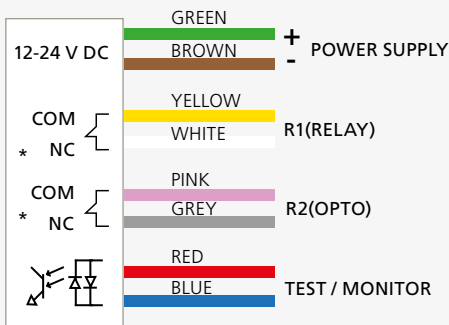 GREEN
12-24 V DC
+
POWER SUPPLY
BROWN
-
YELLOW
COM
WHITE
R1(RELAY)
* NC
PINK
COM
GREY
R2(OPTO)
* NC
RED
BLUE
TEST / MONITOR